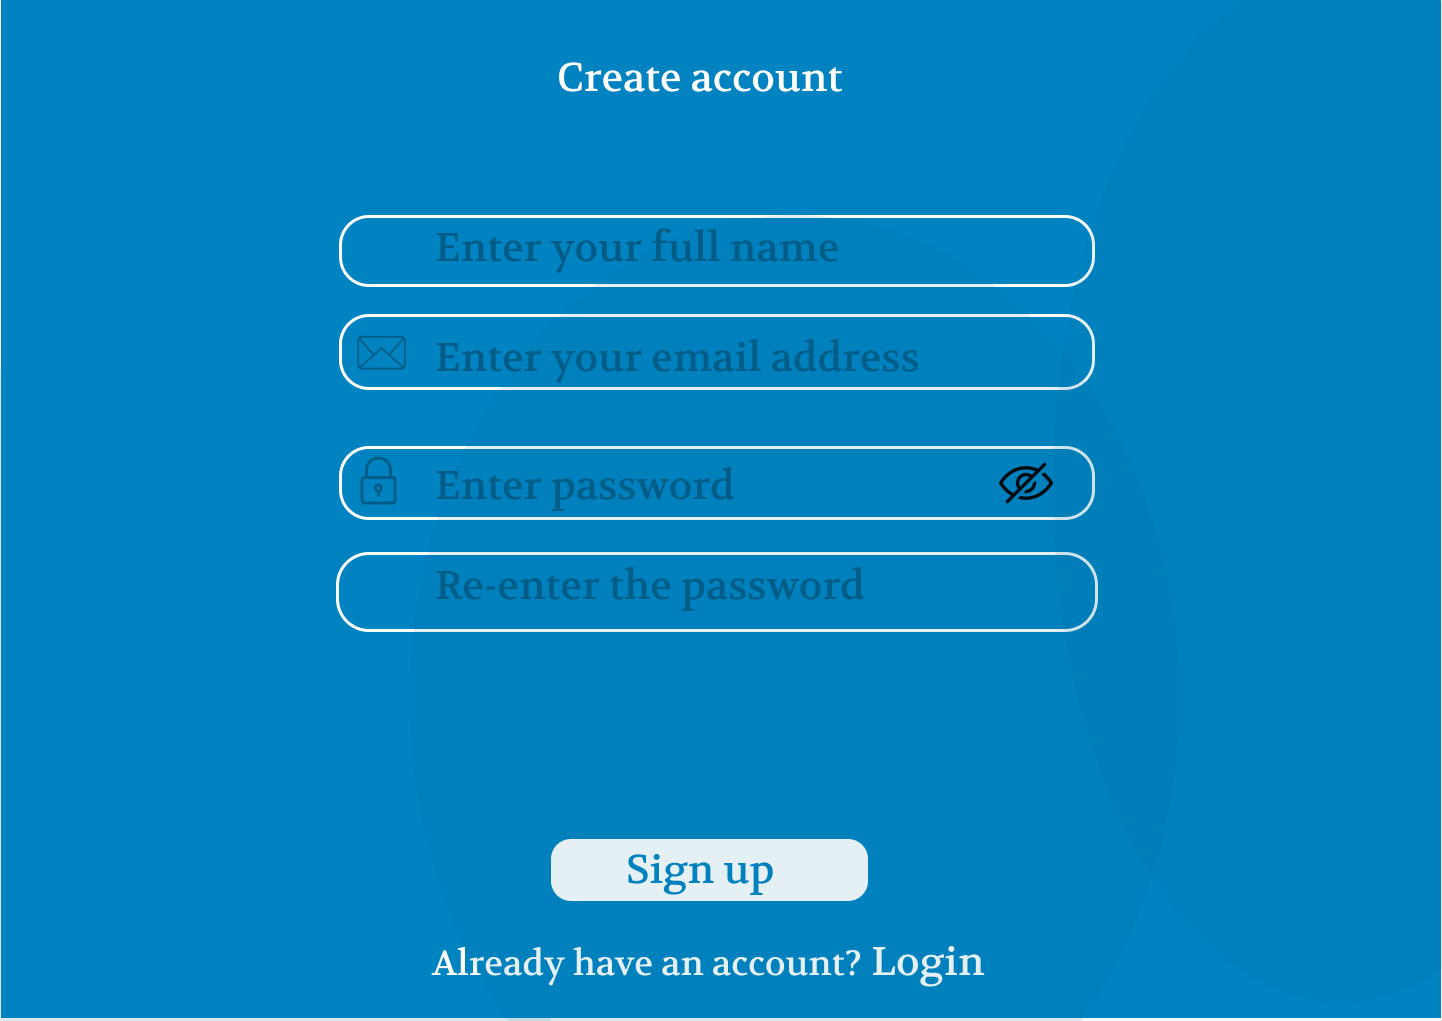 Create account
Enter your full name
Enter your email address
Enter password
Re-enter the password
Sign up
Already have an account? Login